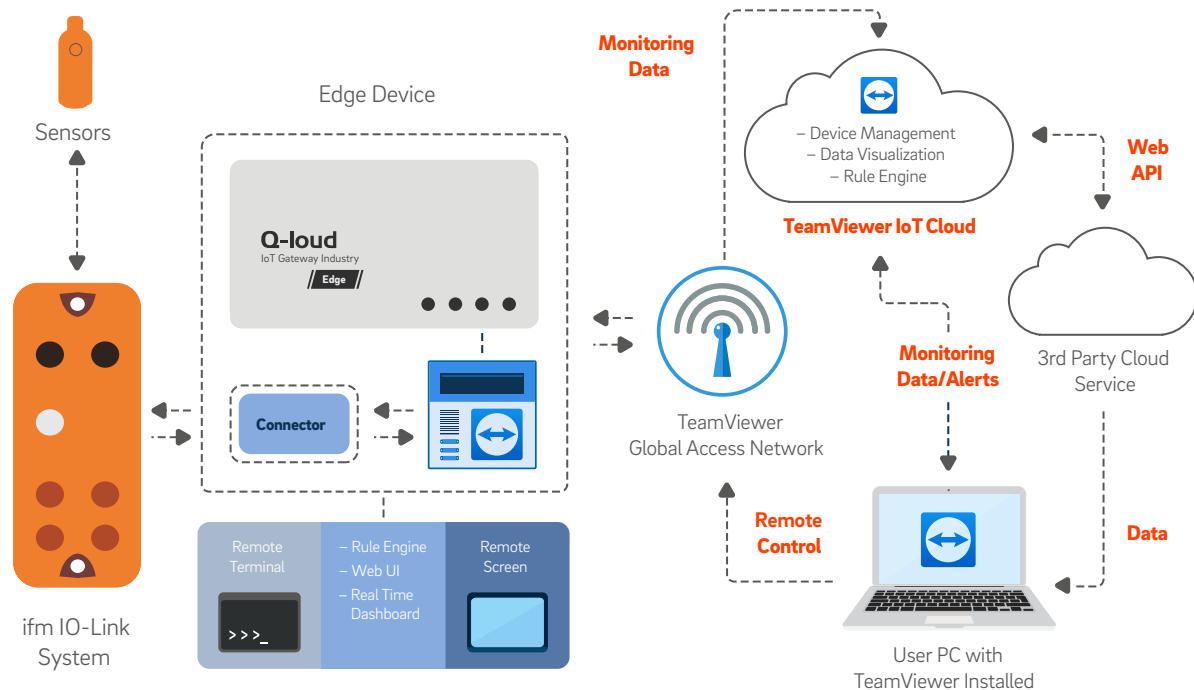 Sensors
ifm IO-Link
System
Edge Device
Q-loud
IoT Gateway Industry
Edge
Connector
Remote
Terminal
>>>_
– Rule Engine
– Web UI
– Real Time
Dashboard
Remote
Screen
Monitoring
Data
– Device Management
– Data Visualization
– Rule Engine
TeamViewer IoT Cloud
Web
API
TeamViewer
Global Access Network
Monitoring
Data/Alerts
3rd Party Cloud
Service
Remote
Control
Data
User PC with
TeamViewer Installed